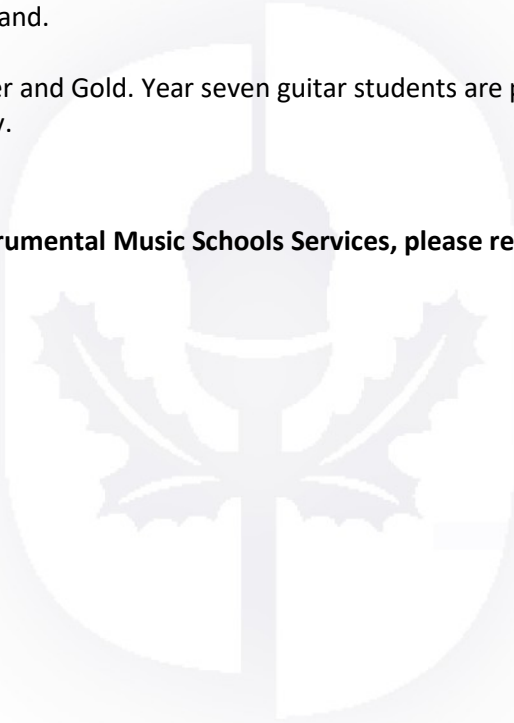 and.
er and Gold. Year seven guitar students are p
y.
rumental Music Schools Services, please re